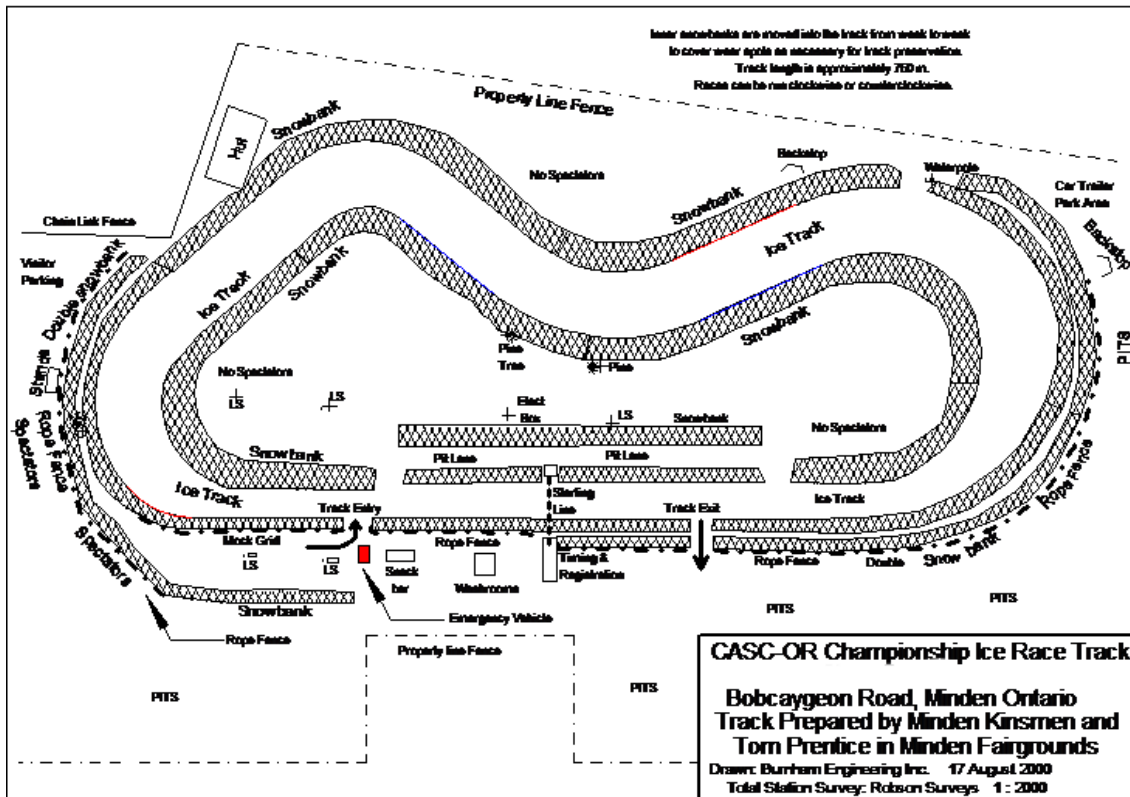 Inner snowbanks are moved into the track from week to week
to cover wear spots as necessary for track preservation.
Track length is approximately 750 m.
Races can be run clockwise or counterclockwise.
Property Line Fence
Snowbank
Hut
No Spectators
Backstop
Waterpole
Car Trailer
Park Area
Chain Link Fence
Snowbank
Ice Track
Backstop
Visitor
Parking
Double snowbank
Ice Track
Snowbank
Snowbank
PITS
Pine
Tree
Pine
Stands
No Spectators
LS
LS
Elect
Box
LS
Snowbank
No Spectators
Rope Fence
Spectators
Snowbank
Pit Lane
Pit Lane
Rope Fence
Ice Track
Track Entry
Starting
Line
Track Exit
Ice Track
Spectators
Mock Grid
Rope Fence
LS
LS
Snack
bar
Washrooms
Timing &
Registration
Rope Fence
Double
Snow bank
Snowbank
Emergency Vehicle
PITS
PITS
Rope Fence
Property line Fence
PITS
PITS
CASC-OR Championship Ice Race Track
Bobcaygeon Road, Minden Ontario
Track Prepared by Minden Kinsmen and
Tom Prentice in Minden Fairgrounds
Drawn: Burnham Engineering Inc. 17 August 2000
Total Station Survey: Robson Surveys 1 : 2000